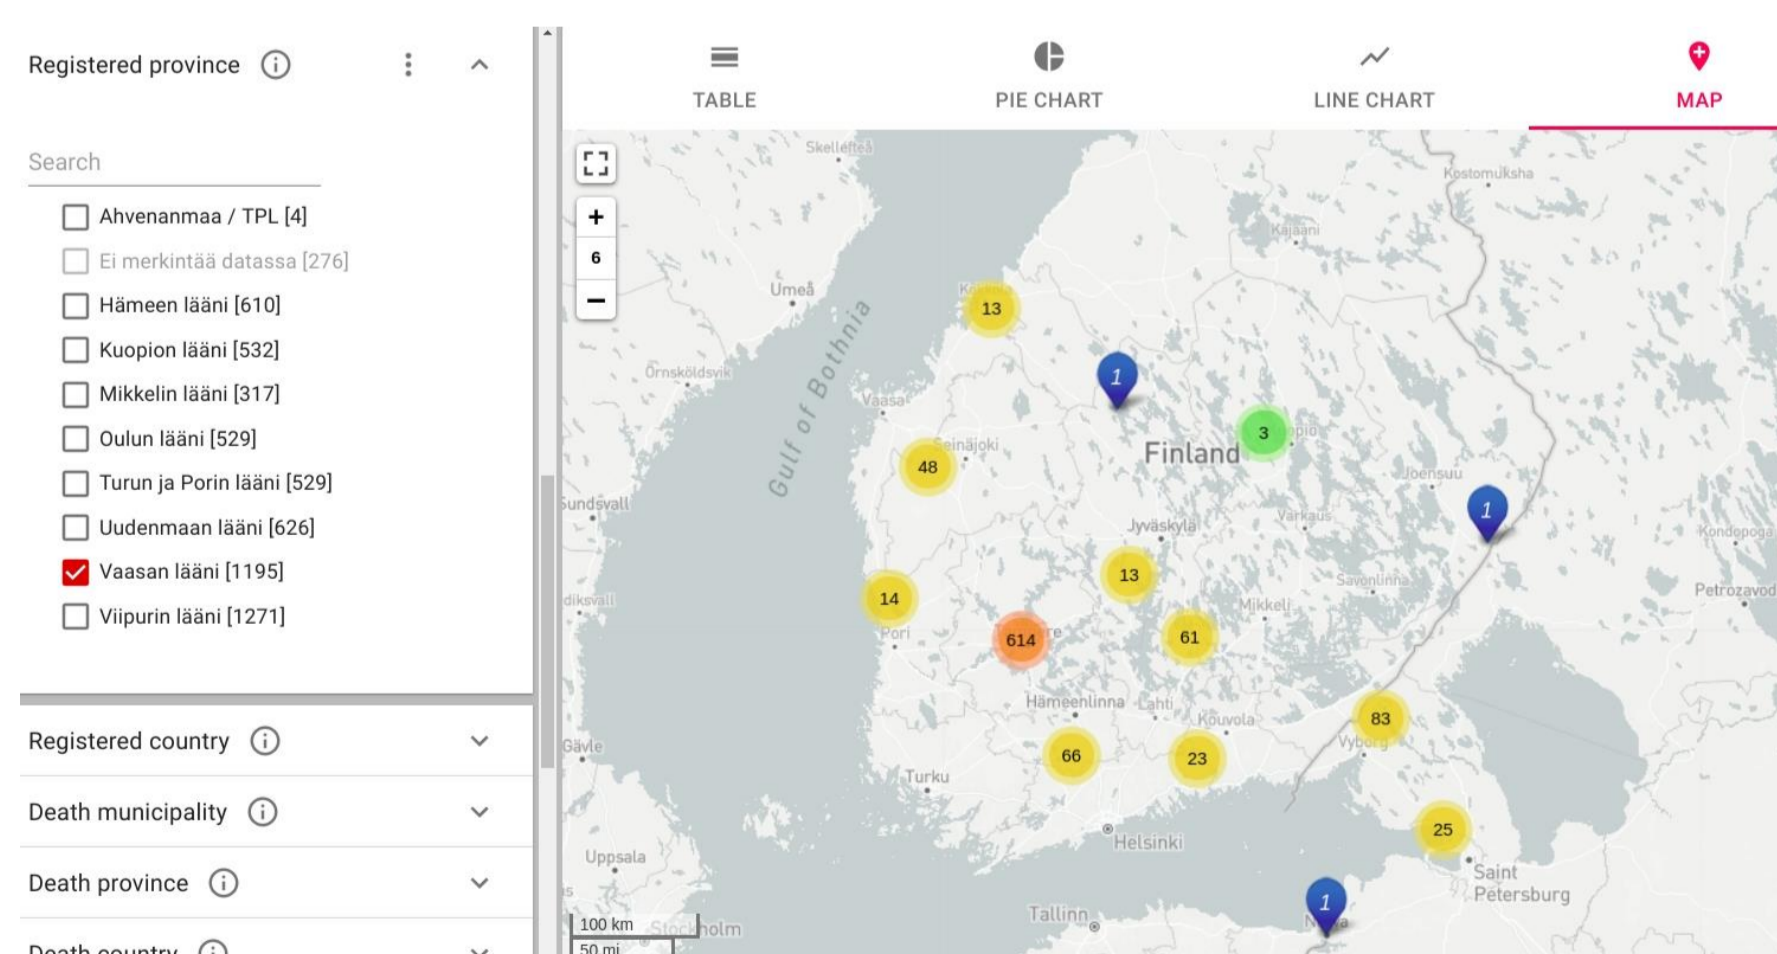 Registered province
Search
Ahvenanmaa / TPL [4]
Ei merkintää datassa [276]
Hämeen lääni [610]
Kuopion lääni [532]
Mikkelin lääni [317]
Oulun lääni [529]
Turun ja Porin lääni [529]
Uudenmaan lääni [626]
Vaasan lääni [1195]
Viipurin lääni [1271]
Registered country
Death municipality
Death province
Death country
TABLE
PIE CHART
LINE CHART
MAP
+
6
−
Skellefteå
Kostomuksha
Kajaani
Umeå
13
Gulf of Bothnia
Örnsköldsvik
1
Vaasa
3
Seinäjoki
Finland
48
Joensuu
Sundsvall
1
Varkaus
Jyväskylä
Kondopoga
13
Savonlinna
14
Mikkeli
Petrozavod
Pori
614
61
Hämeenlinna
Lahti
Kouvola
83
Vyborg
Gävle
66
23
Turku
25
Helsinki
Uppsala
Saint
Petersburg
1
Tallinn
100 km
Stockholm
50 mi